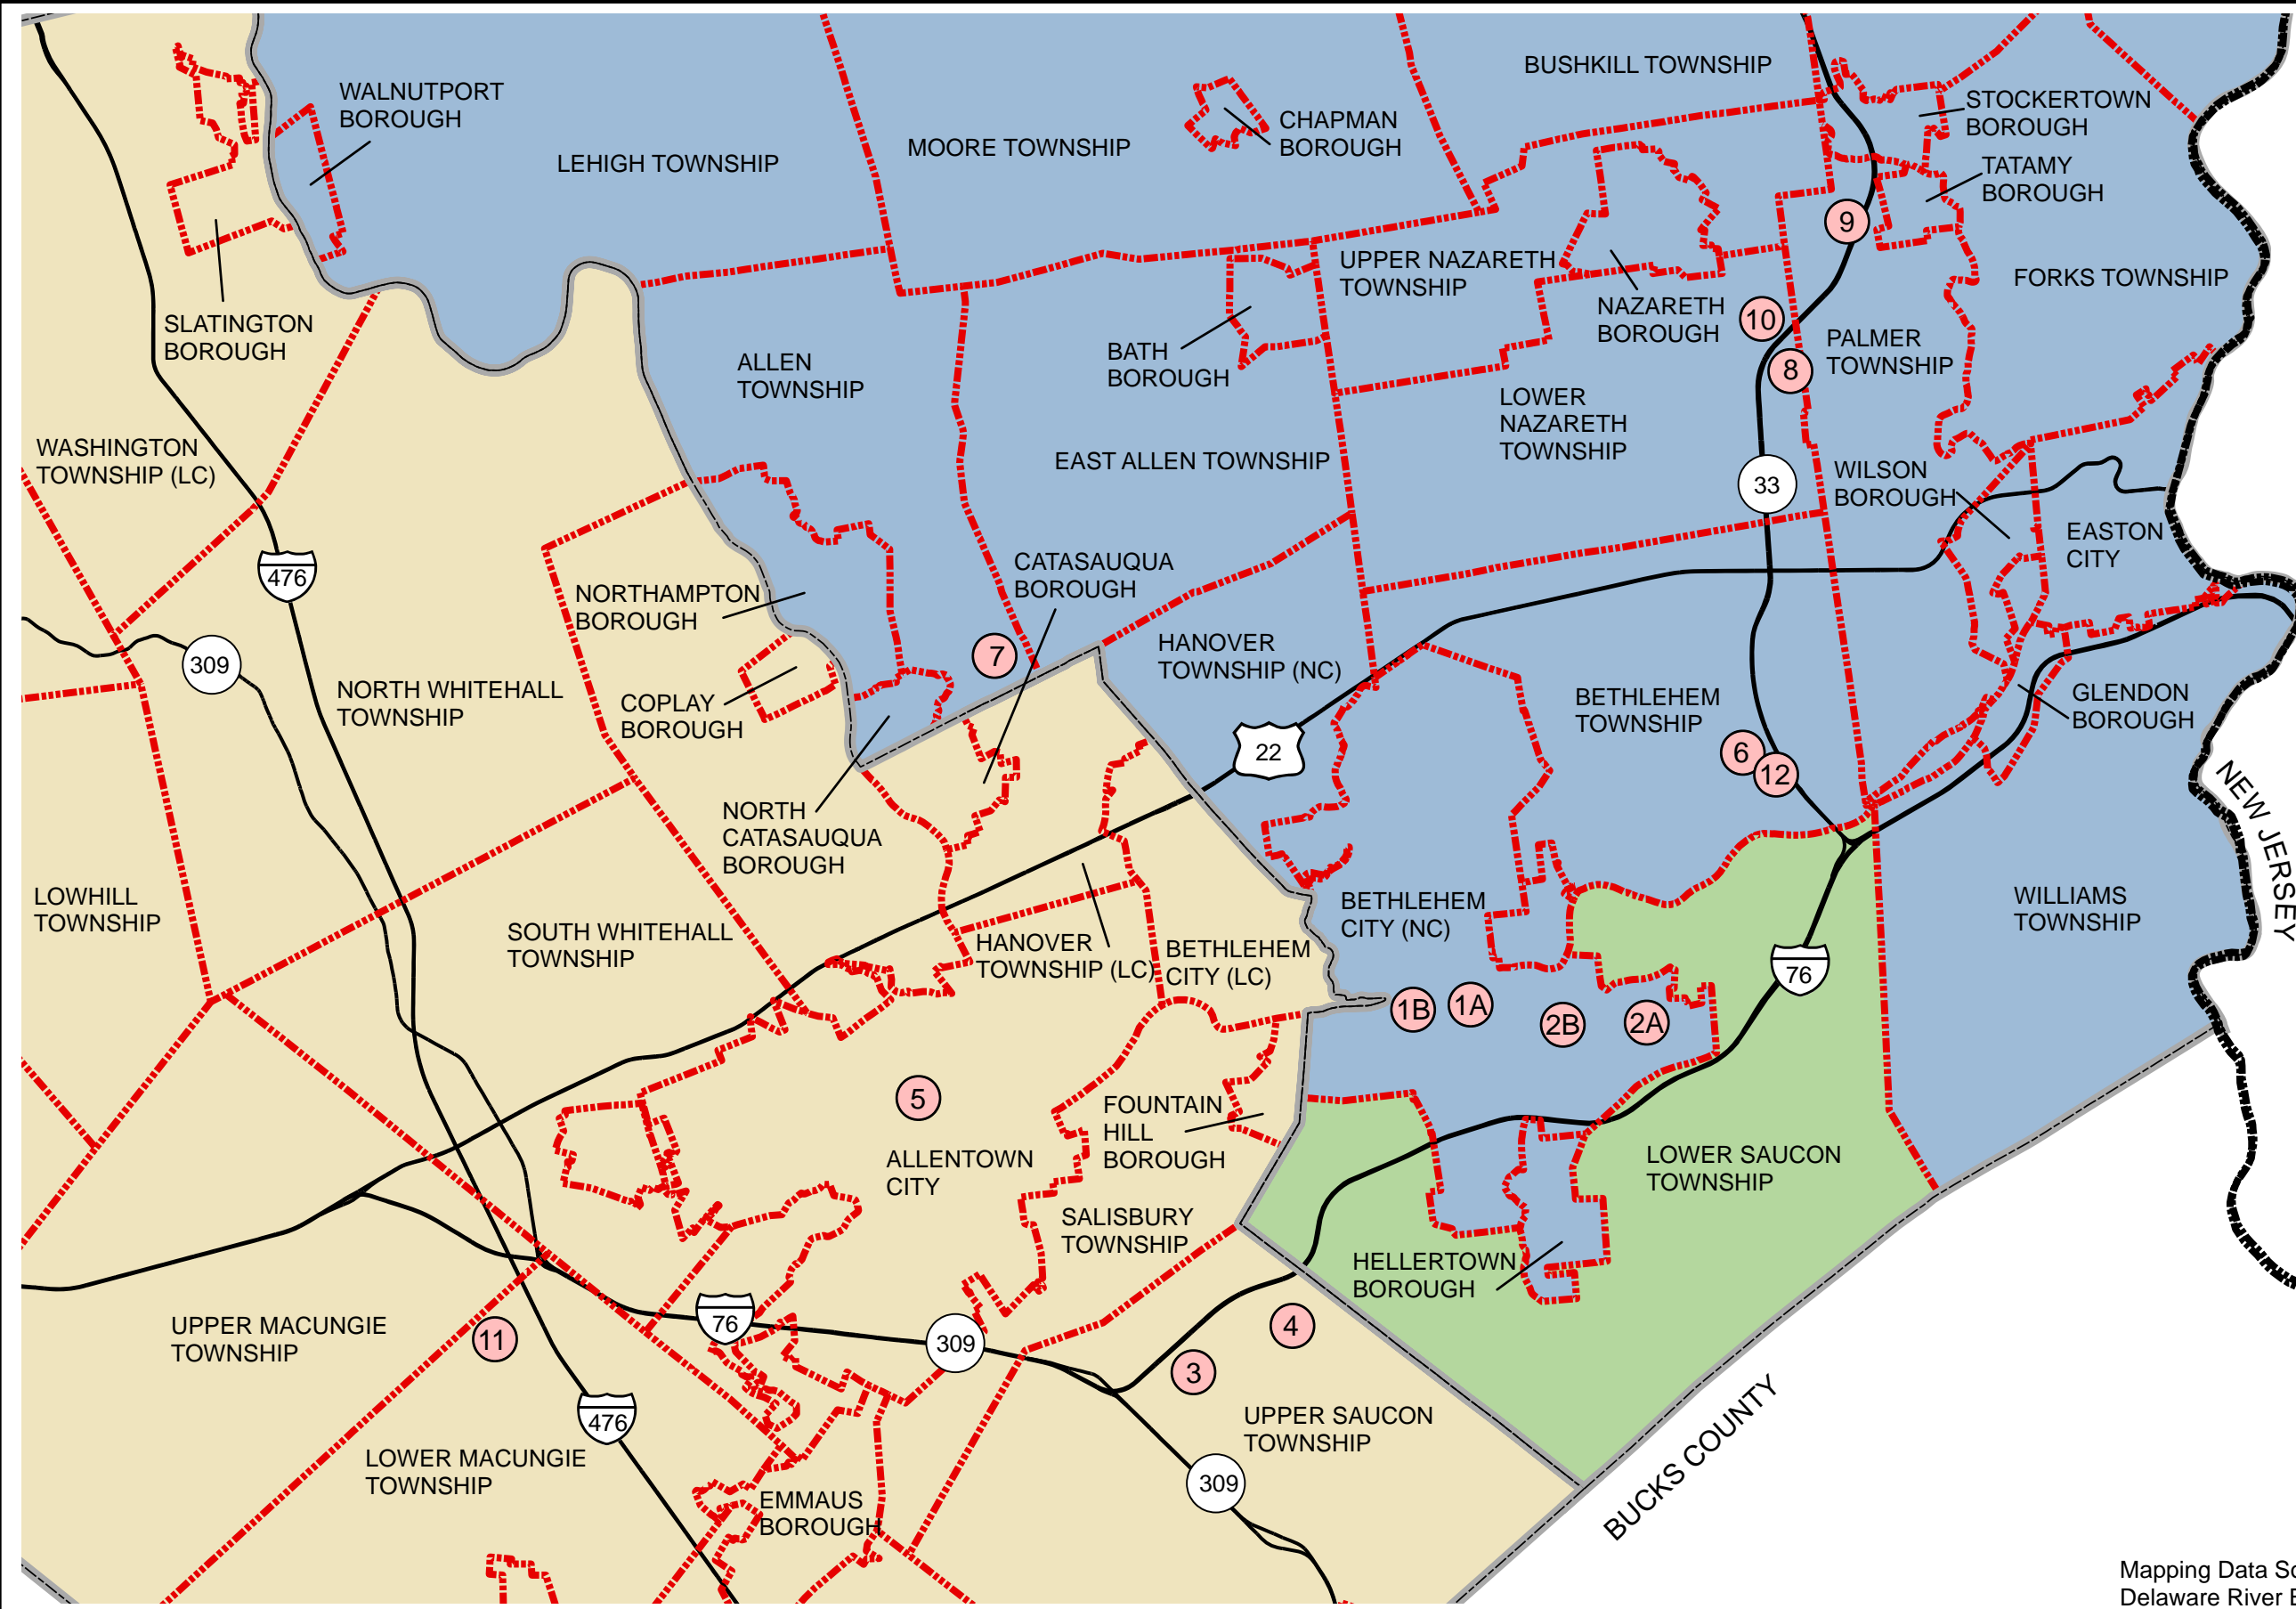 BUSHKILL TOWNSHIP
WALNUTPORT
BOROUGH
STOCKERTOWN
BOROUGH
CHAPMAN
BOROUGH
MOORE TOWNSHIP
LEHIGH TOWNSHIP
TATAMY
BOROUGH
9
UPPER NAZARETH
TOWNSHIP
FORKS TOWNSHIP
NAZARETH
BOROUGH
10
SLATINGTON
BOROUGH
PALMER
TOWNSHIP
BATH
BOROUGH
ALLEN
TOWNSHIP
8
LOWER
NAZARETH
TOWNSHIP
WASHINGTON
TOWNSHIP (LC)
EAST ALLEN TOWNSHIP
WILSON
BOROUGH
33
EASTON
CITY
CATASAUQUA
BOROUGH
476
NORTHAMPTON
BOROUGH
HANOVER
TOWNSHIP (NC)
7
309
NORTH WHITEHALL
TOWNSHIP
COPLAY
BOROUGH
BETHLEHEM
TOWNSHIP
GLENDON
BOROUGH
22
6
12
NEW JERSEY
NORTH
CATASAUQUA
BOROUGH
LOWHILL
TOWNSHIP
SOUTH WHITEHALL
TOWNSHIP
HANOVER
TOWNSHIP (LC)
BETHLEHEM
CITY (LC)
BETHLEHEM
CITY (NC)
WILLIAMS
TOWNSHIP
76
1B
1A
2B
2A
5
FOUNTAIN
HILL
BOROUGH
ALLENTOWN
CITY
LOWER SAUCON
TOWNSHIP
SALISBURY
TOWNSHIP
HELLERTOWN
BOROUGH
UPPER MACUNGIE
TOWNSHIP
11
76
309
4
3
476
UPPER SAUCON
TOWNSHIP
BUCKS COUNTY
LOWER MACUNGIE
TOWNSHIP
309
EMMAUS
BOROUGH
Mapping Data
Delaware River